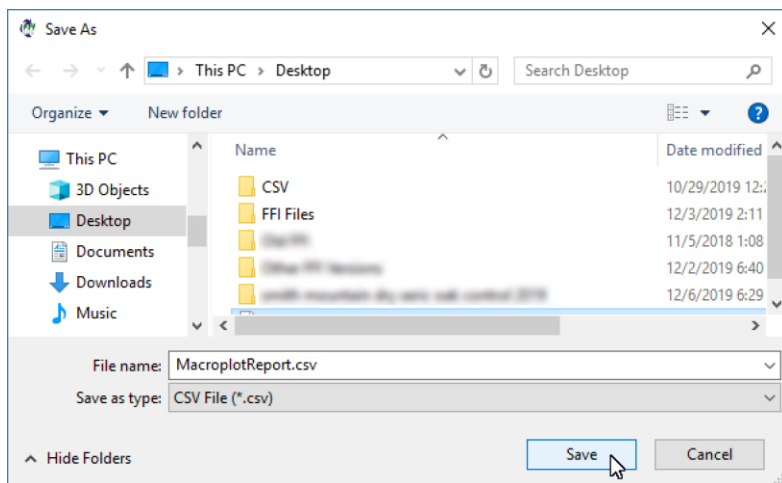 Save As
This PC > Desktop
Search Desktop
Organize
New folder
This PC
3D Objects
Desktop
Documents
Downloads
Music
Name
Date modified
CSV
10/29/2019 12:
FFI Files
12/3/2019 2:11
11/5/2018 1:08
12/2/2019 6:40
12/6/2019 6:29
File name: MacroplotReport.csv
Save as type: CSV File (*.csv)
Hide Folders
Save
Cancel